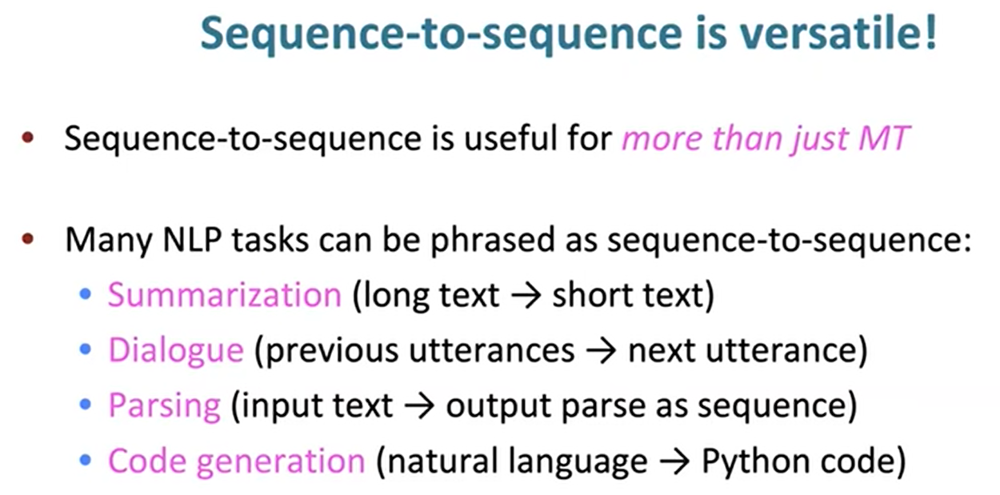 Sequence-to-sequence is versatile!
• Sequence-to-sequence is useful for more than just MT
• Many NLP tasks can be phrased as sequence-to-sequence:
• Summarization (long text → short text)
• Dialogue (previous utterances → next utterance)
• Parsing (input text → output parse as sequence)
• Code generation (natural language → Python code)